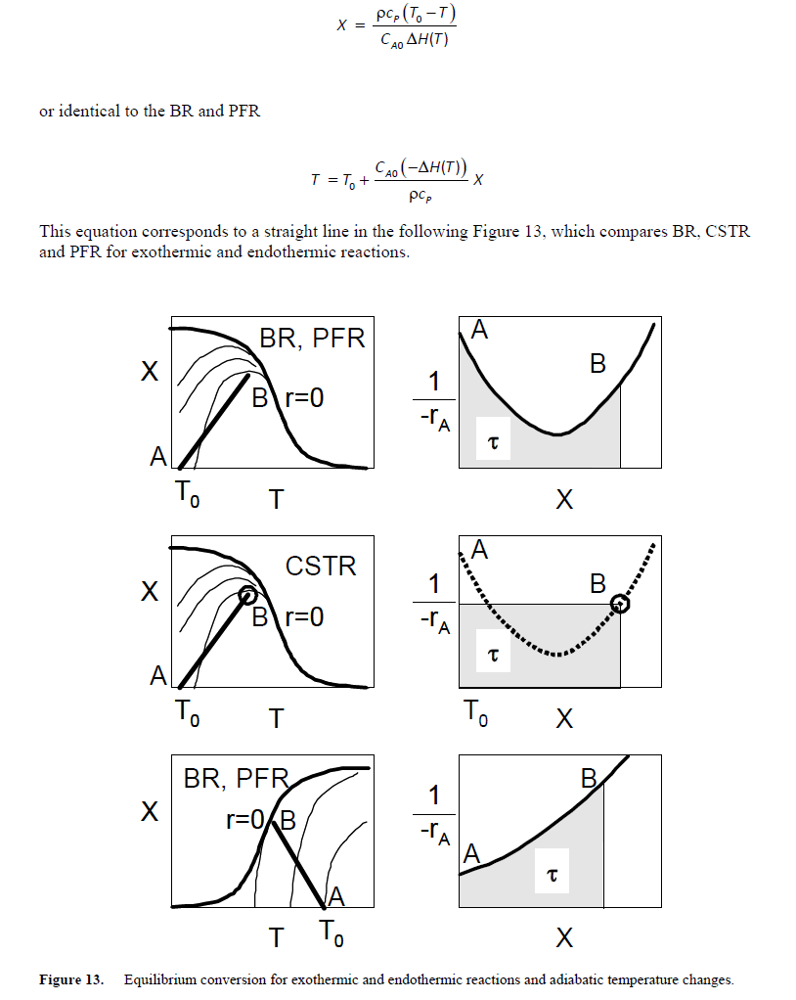 X = ρc_P (T_0 – T) / C_A0 ΔH(T)
or identical to the BR and PFR
T = T_0 + C_A0 (–ΔH(T)) / ρc_P X
This equation corresponds to a straight line in the following Figure 13, which compares BR, CSTR
and PFR for exothermic and endothermic reactions.
BR, PFR
X
B r=0
A
T_0 T
A
B
1
-r_A
τ
X
CSTR
X
B r=0
A
T_0 T
A
B
1
-r_A
τ
T_0 X
BR, PFR
X
r=0 B
A
T T_0
B
1
-r_A
A
τ
X
Figure 13. Equilibrium conversion for exothermic and endothermic reactions and adiabatic temperature changes.